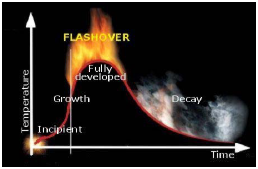 FLASHOVER
Fully
developed
Growth
Decay
Incipient
Temperature
Time